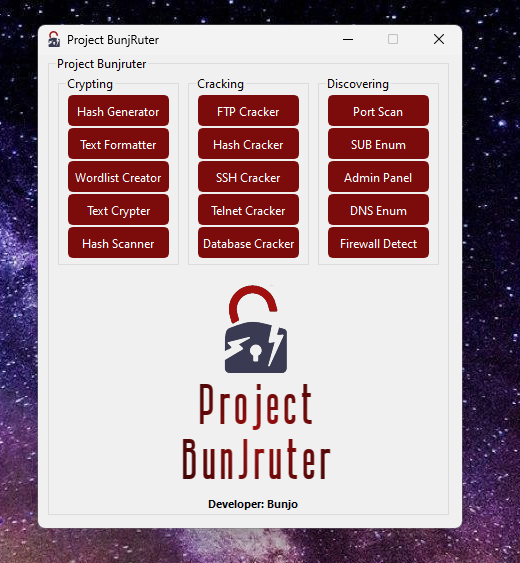 Project BunjRuter
Project Bunjruter
Crypting
Hash Generator
Text Formatter
Wordlist Creator
Text Crypter
Hash Scanner
Cracking
FTP Cracker
Hash Cracker
SSH Cracker
Telnet Cracker
Database Cracker
Discovering
Port Scan
SUB Enum
Admin Panel
DNS Enum
Firewall Detect
Project
BunJruter
Developer: Bunjo